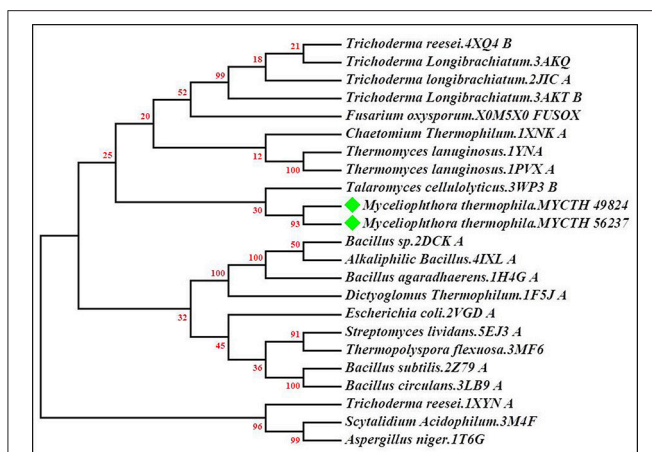 21 Trichoderma reesei.4XQ4 B
18 Trichoderma Longibrachiatum.3AKQ
99 Trichoderma longibrachiatum.2JIC A
52 Trichoderma Longibrachiatum.3AKT B
20 Fusarium oxysporum.X0M5X0 FUSOX
Chaetomium Thermophilum.1XNK A
25 12 Thermomyces lanuginosus.1YNA
100 Thermomyces lanuginosus.1PVX A
Talaromyces cellulolyticus.3WP3 B
30 Myceliophthora thermophila.MYCTH 49824
93 Myceliophthora thermophila.MYCTH 56237
50 Bacillus sp.2DCK A
100 Alkaliphilic Bacillus.4IXL A
100 Bacillus agaradhaerens.1H4G A
Dictyoglomus Thermophilum.1F5J A
32 Escherichia coli.2VGD A
91 Streptomyces lividans.5EJ3 A
45 Thermopolyspora flexuosa.3MF6
36 Bacillus subtilis.2Z79 A
100 Bacillus circulans.3LB9 A
Trichoderma reesei.1XYN A
96 Scytalidium Acidophilum.3M4F
99 Aspergillus niger.1T6G